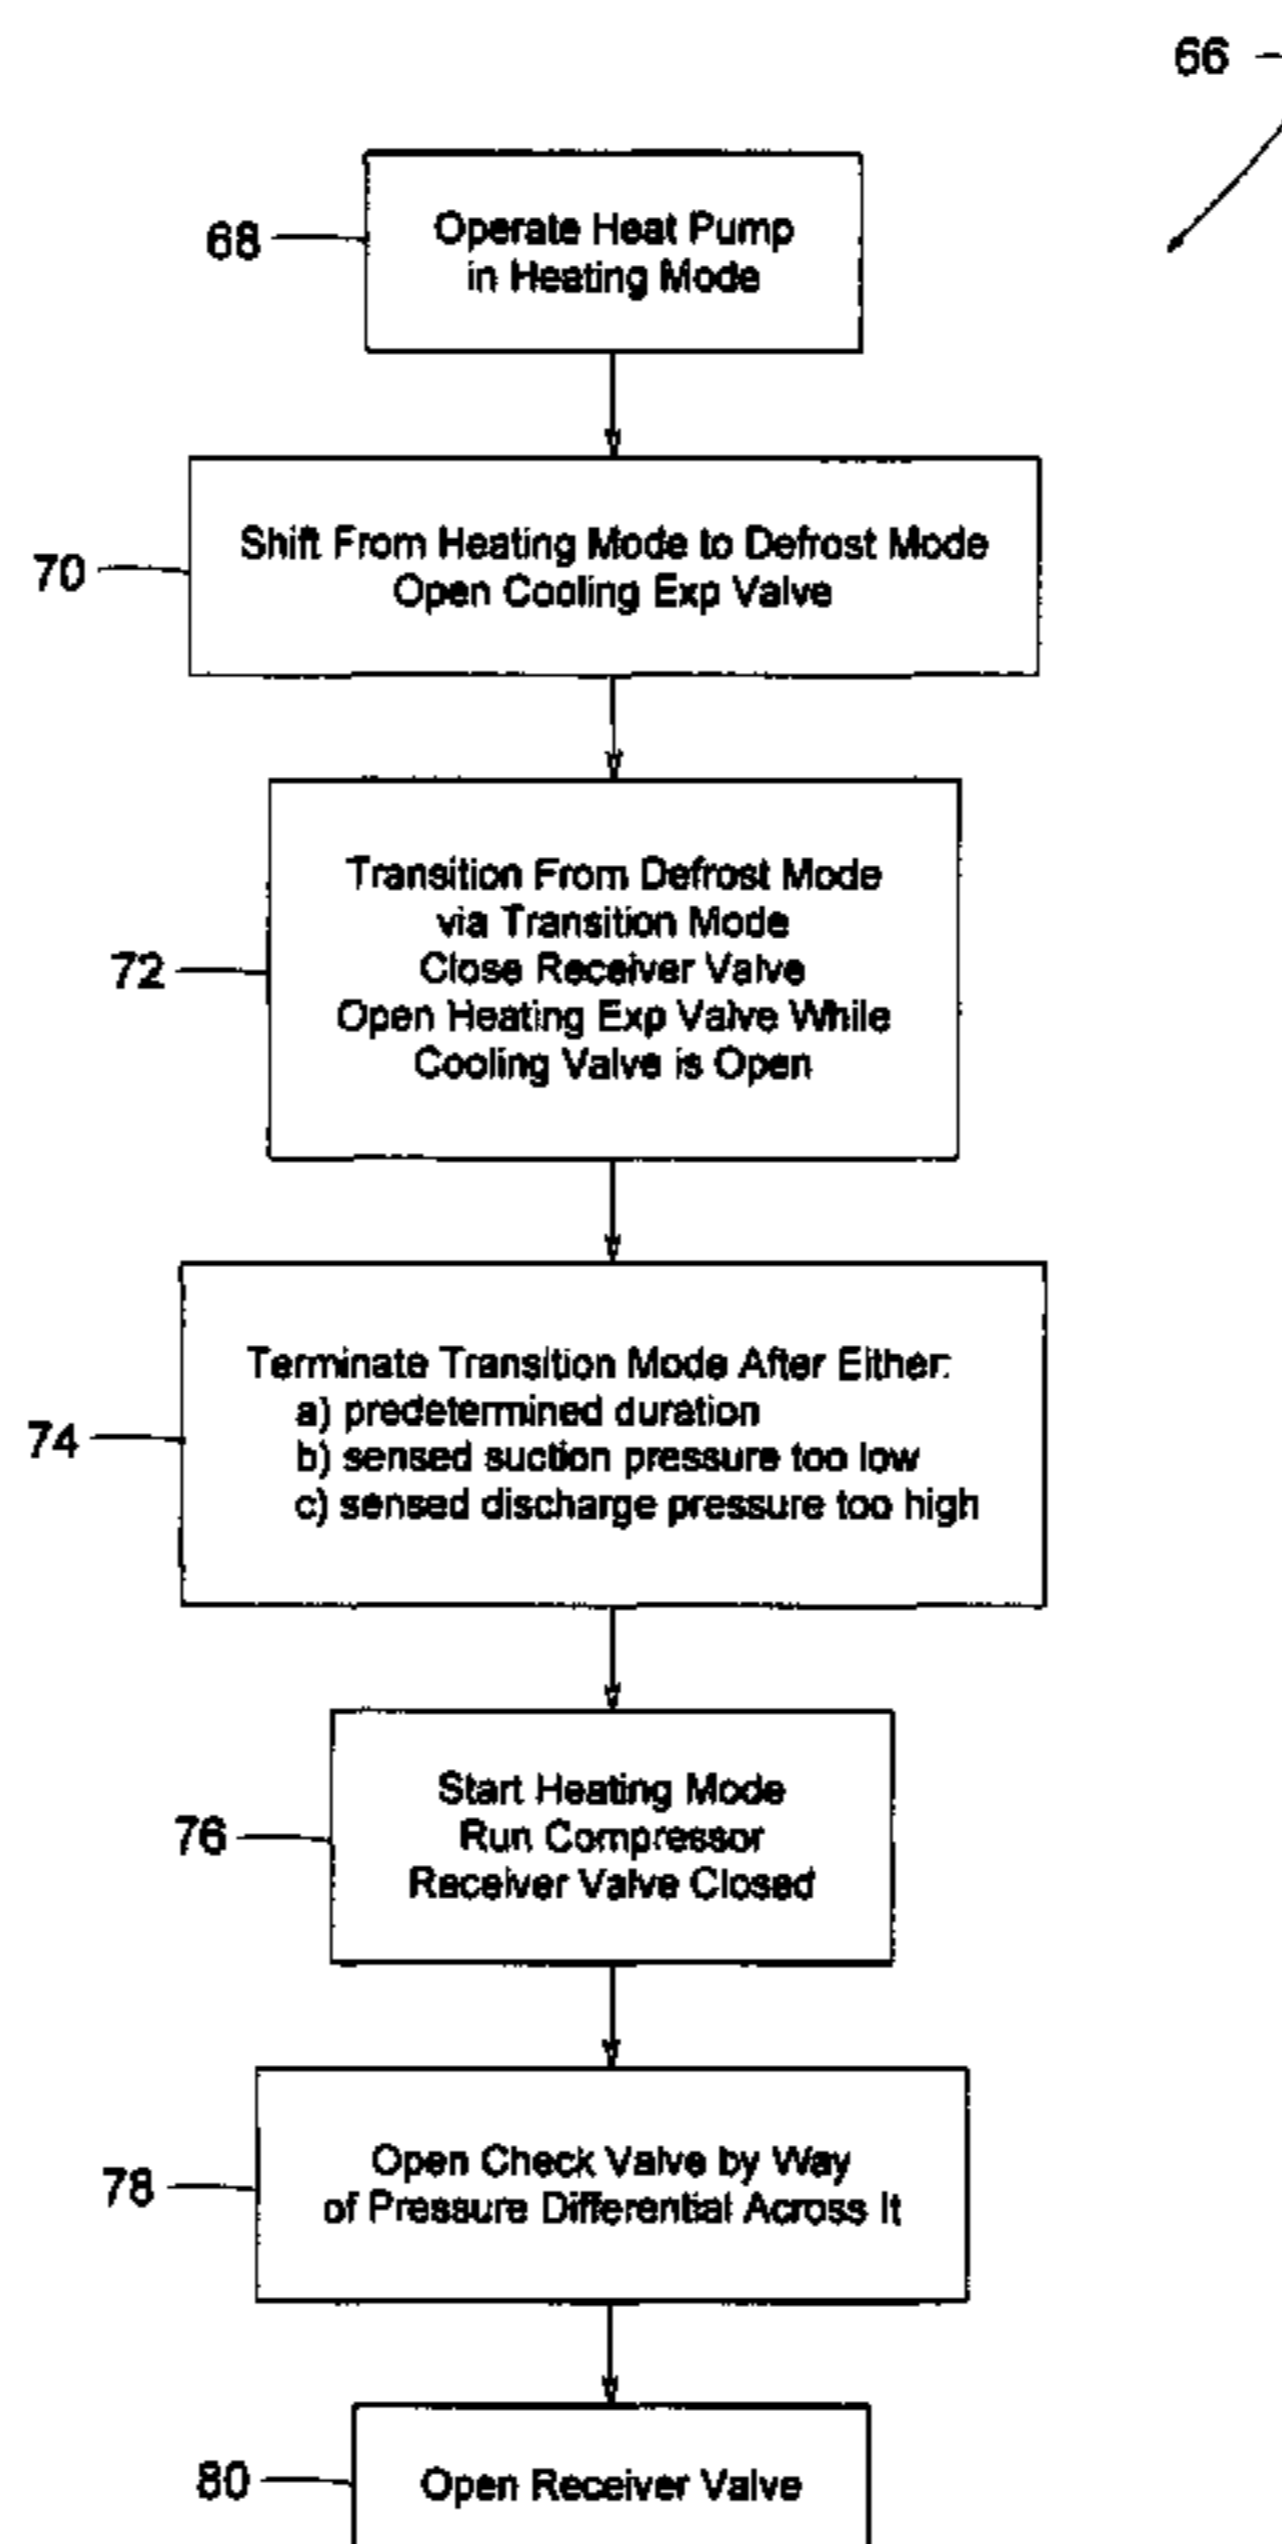 66
68
Operate Heat Pump
in Heating Mode
70
Shift From Heating Mode to Defrost Mode
Open Cooling Exp Valve
72
Transition From Defrost Mode
via Transition Mode
Close Receiver Valve
Open Heating Exp Valve While
Cooling Valve is Open
74
Terminate Transition Mode After Either:
a) predetermined duration
b) sensed suction pressure too low
c) sensed discharge pressure too high
76
Start Heating Mode
Run Compressor
Receiver Valve Closed
78
Open Check Valve by Way
of Pressure Differential Across It
80
Open Receiver Valve